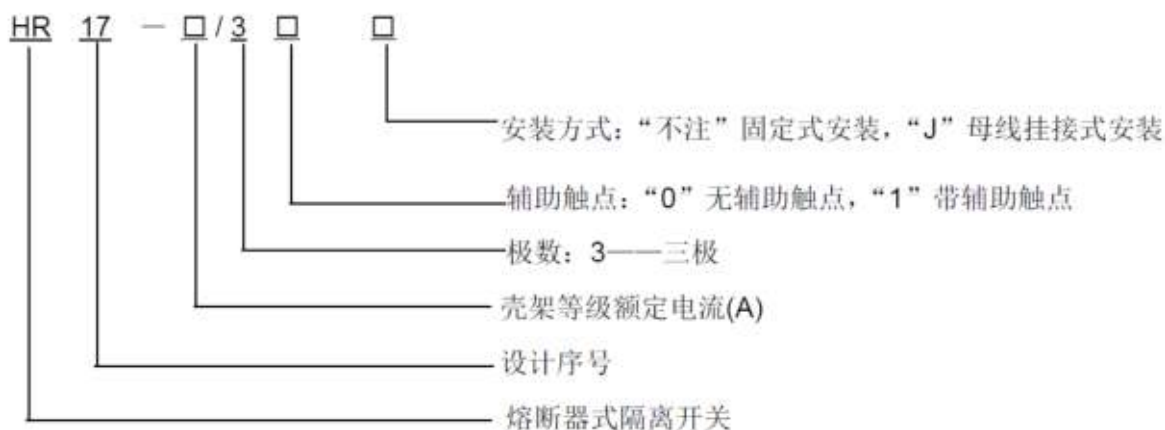 HR 17 — □ / 3 □ □
安装方式：“不注”固定式安装，“J”母线挂接式安装
辅助触点：“0”无辅助触点，“1”带辅助触点
极数：3——三极
壳架等级额定电流(A)
设计序号
熔断器式隔离开关